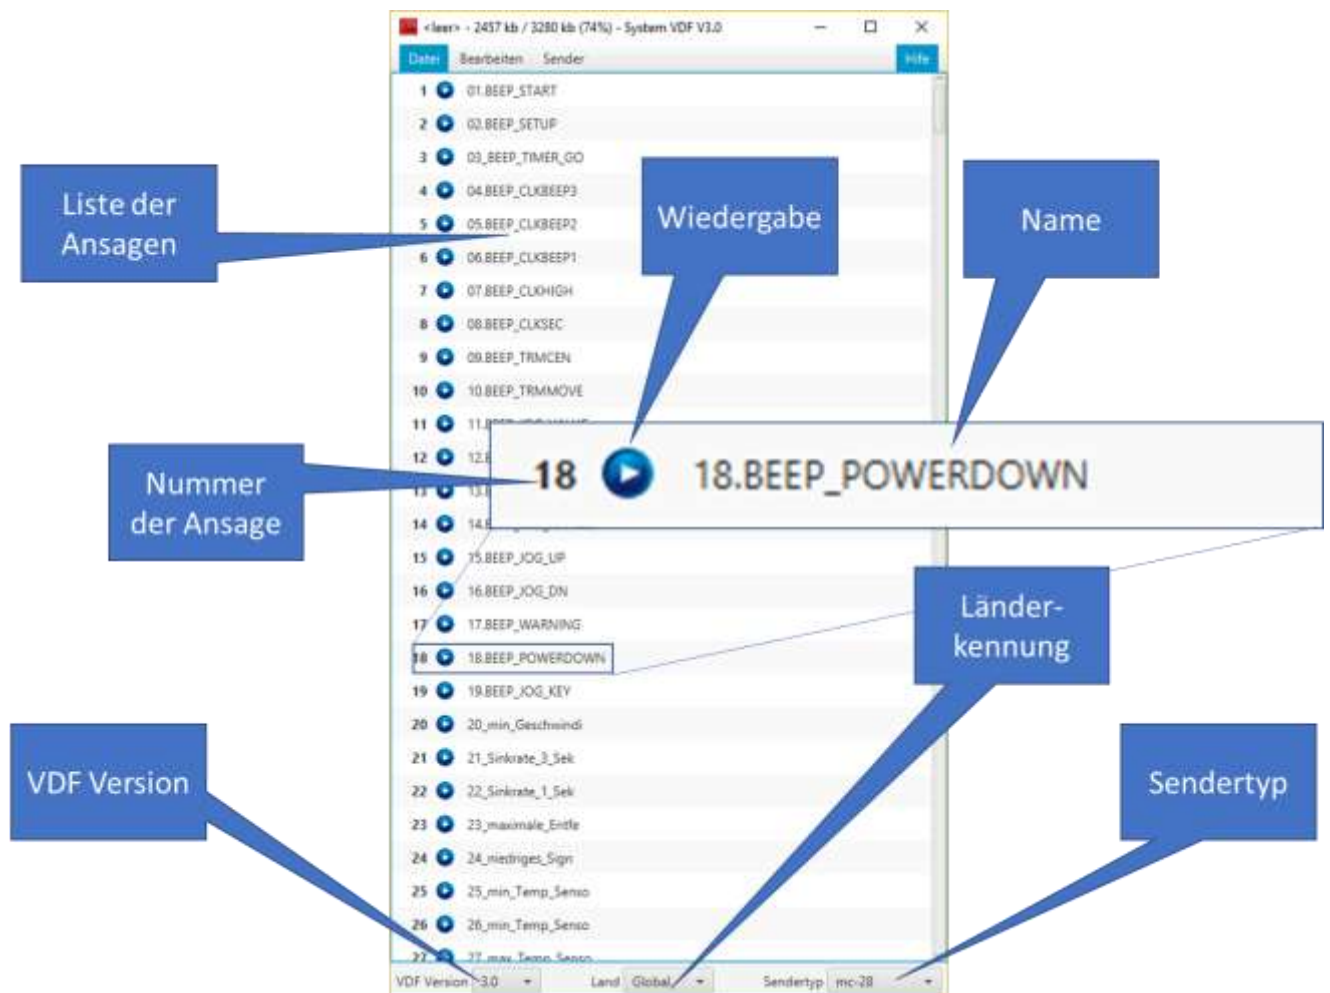 <leer> - 2457 kb / 3280 kb (74%) - System VDF V3.0
Datei Bearbeiten Sender Hilfe
1 01.BEEP_START
2 02.BEEP_SETUP
3 03_BEEP_TIMER_GO
4 04.BEEP_CLKBEEP3
5 05.BEEP_CLKBEEP2
6 06.BEEP_CLKBEEP1
7 07.BEEP_CLKHIGH
8 08.BEEP_CLKSEC
9 09.BEEP_TRMCEN
10 10.BEEP_TRMMOVE
11
12
13
14
15 15.BEEP_JOG_UP
16 16.BEEP_JOG_DN
17 17.BEEP_WARNING
18 18.BEEP_POWERDOWN
19 19.BEEP_JOG_KEY
20 20_min_Geschwindi
21 21_Sinkrate_3_Sek
22 22_Sinkrate_1_Sek
23 23_maximale_Entfe
24 24_niedriges_Sign
25 25_min_Temp_Senso
26 26_min_Temp_Senso
27 27_max_Temp_Senso
VDF Version 3.0 Land Global Sendertyp mc-28
Liste der
Ansagen
Wiedergabe
Name
18 18.BEEP_POWERDOWN
Nummer
der Ansage
Länder-
kennung
VDF Version
Sendertyp